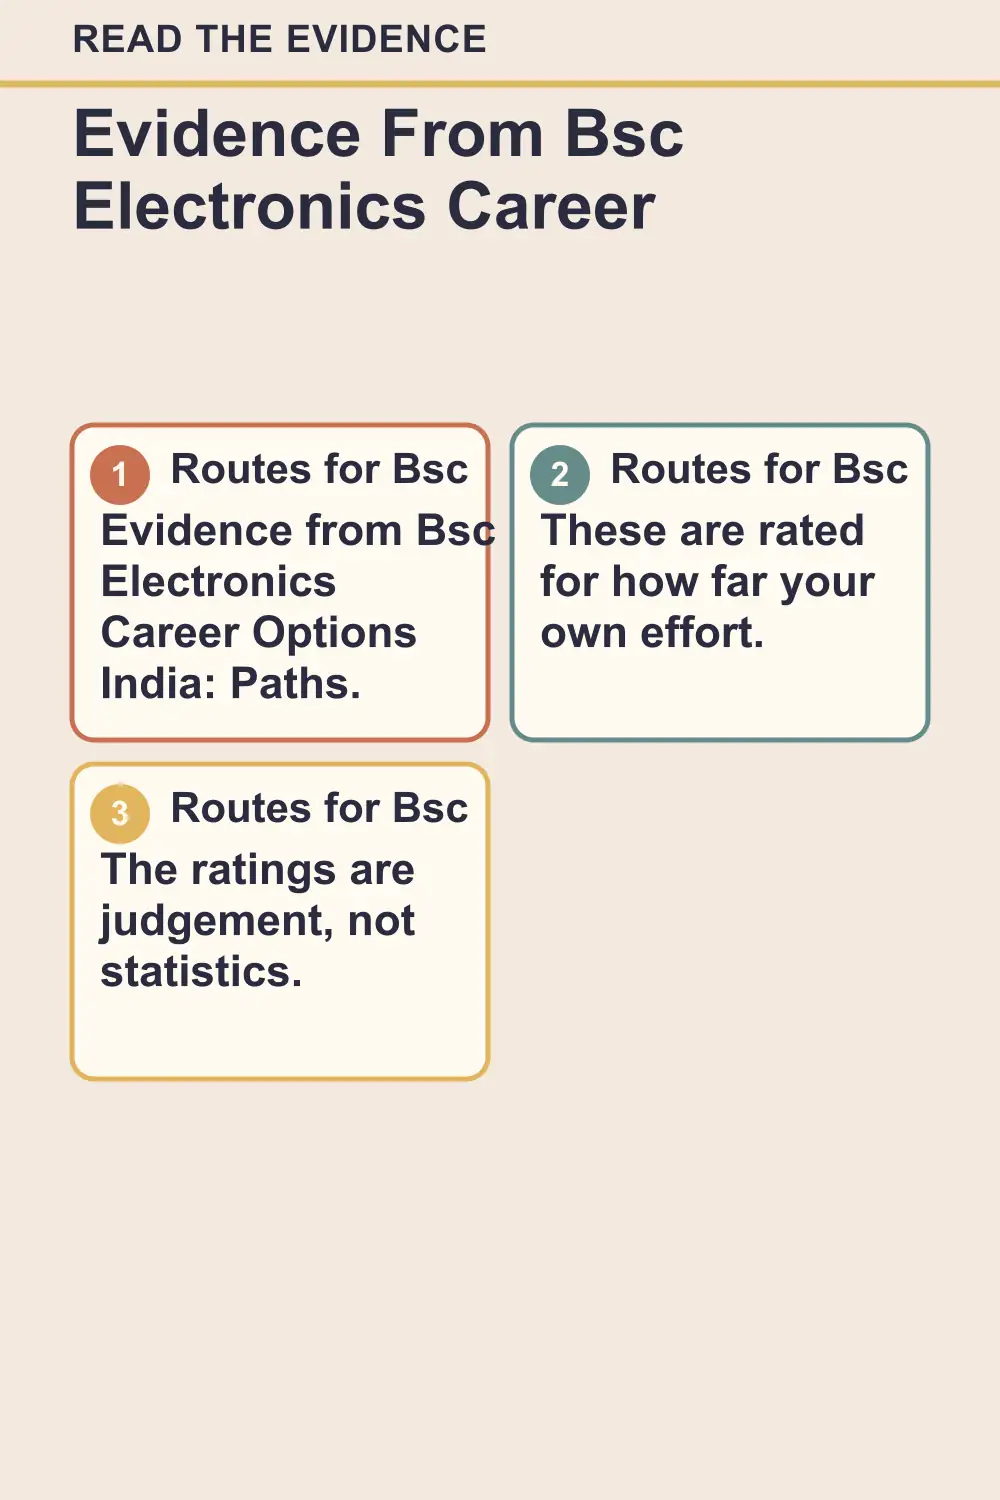 READ THE EVIDENCE
Evidence From Bsc
Electronics Career
1 Routes for Bsc
Evidence from Bsc
Electronics
Career Options
India: Paths.
2 Routes for Bsc
These are rated
for how far your
own effort.
3 Routes for Bsc
The ratings are
judgement, not
statistics.